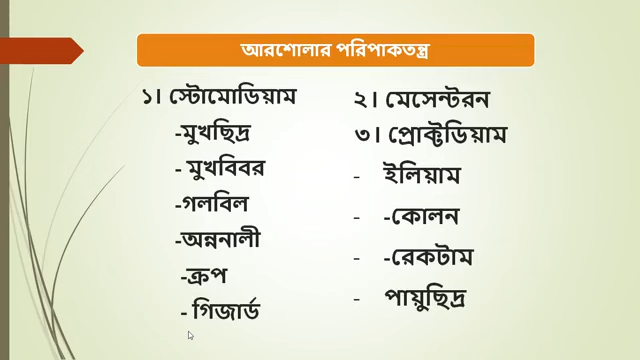 আরশোলার পরিপাকতন্ত্র
১। স্টোমোডিয়াম
-মুখছিদ্র
- মুখবিবর
-গলবিল
-অন্ননালী
-ক্রপ
- গিজার্ড
২। মেসেন্টরন
৩। প্রোক্টডিয়াম
- ইলিয়াম
- -কোলন
- -রেকটাম
- পায়ুছিদ্র